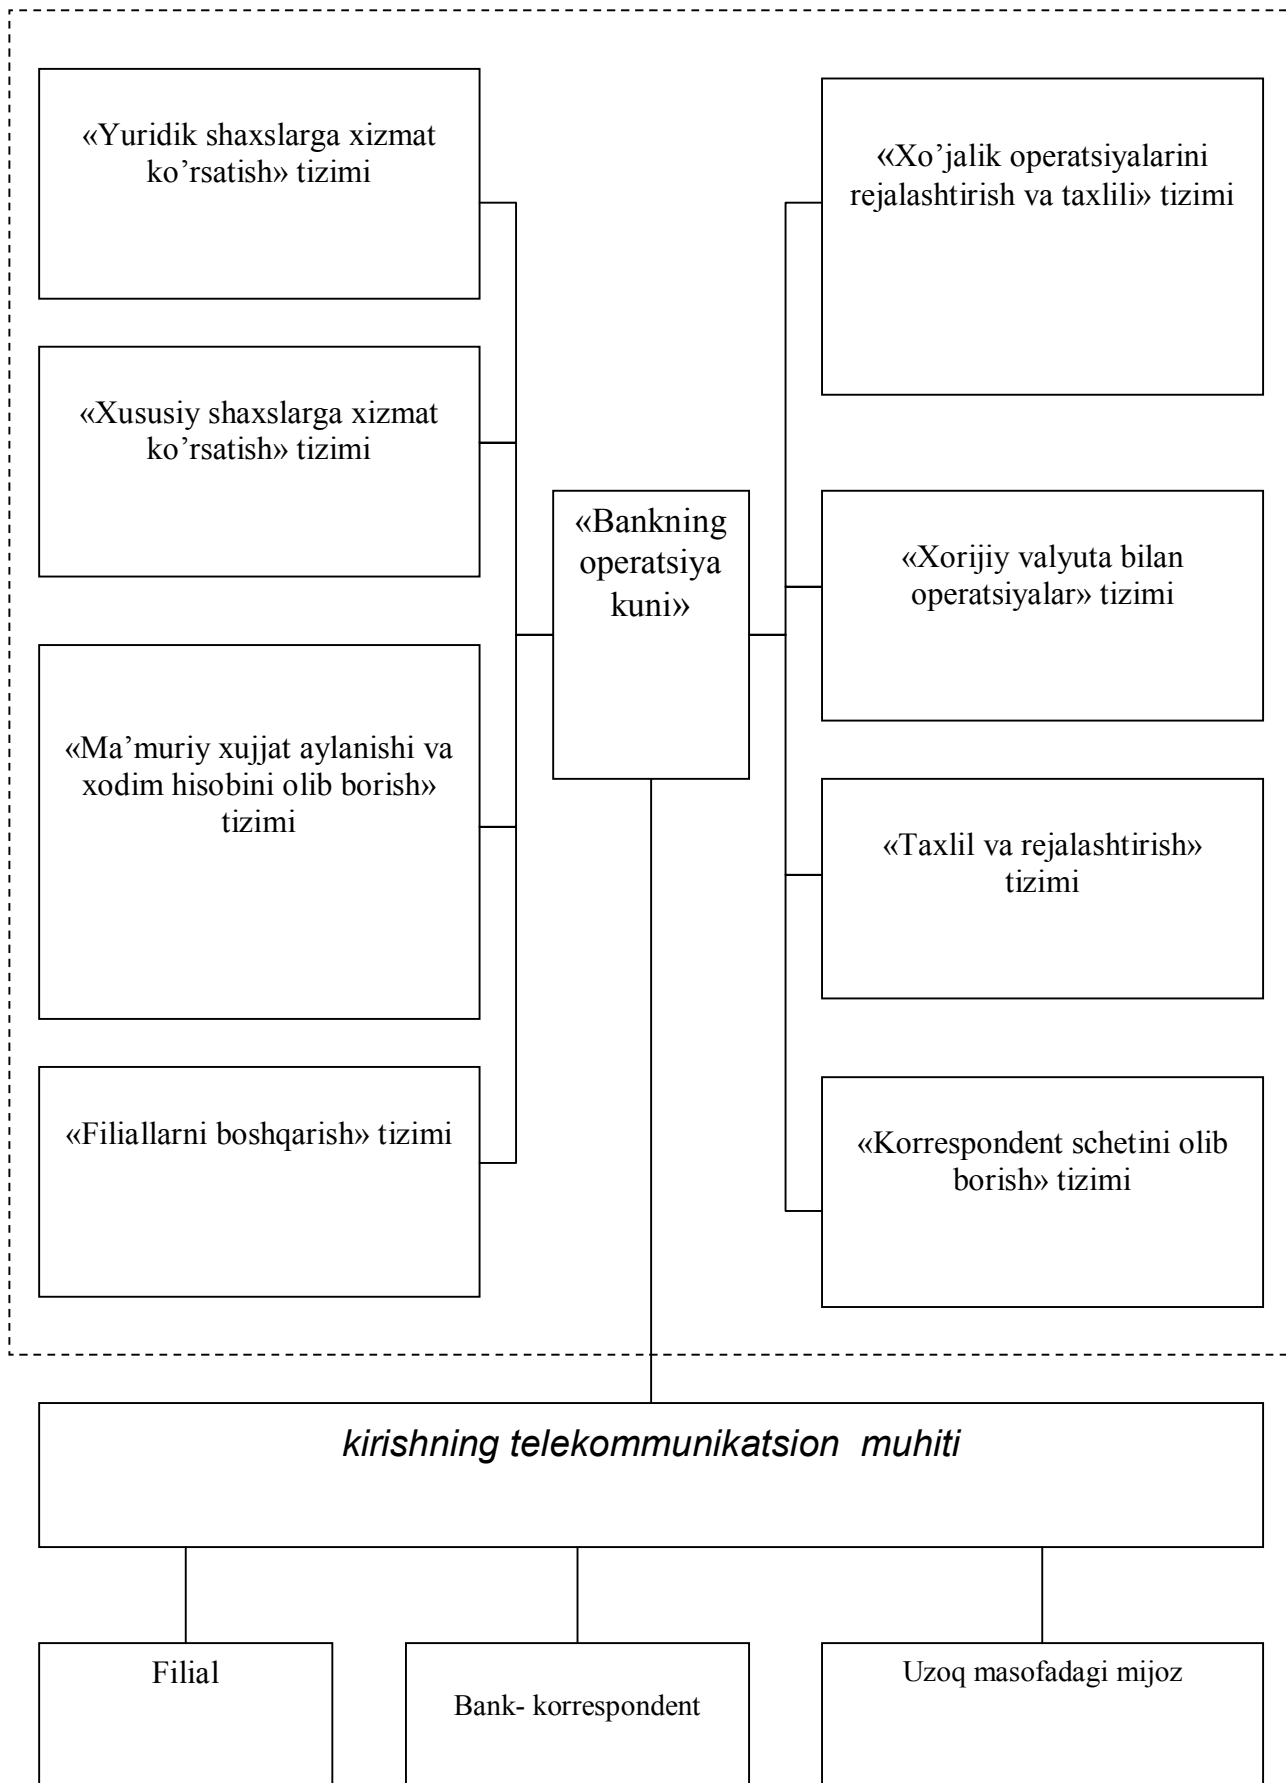 «Yuridik shaxslarga xizmat
ko’rsatish» tizimi
«Xo’jalik operatsiyalarini
rejalashtirish va taxlili» tizimi
«Xususiy shaxslarga xizmat
ko’rsatish» tizimi
«Bankning
operatsiya
kuni»
«Xorijiy valyuta bilan
operatsiyalar» tizimi
«Ma’muriy xujjat aylanishi va
xodim hisobini olib borish»
tizimi
«Taxlil va rejalashtirish»
tizimi
«Filiallarni boshqarish» tizimi
«Korrespondent schetini olib
borish» tizimi
kirishning telekommunikatsion muhiti
Filial
Bank- korrespondent
Uzoq masofadagi mijoz